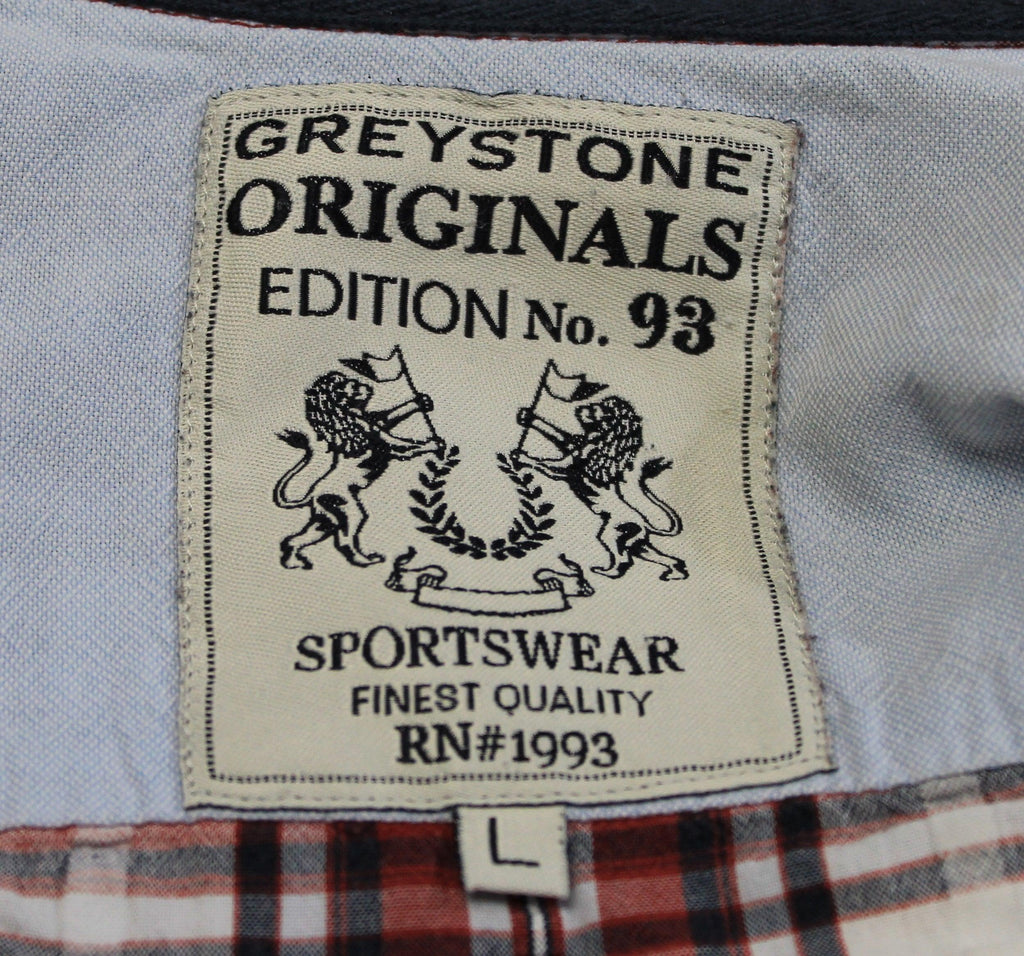 GREYSTONE
ORIGINALS
EDITION No. 93
SPORTSWEAR
FINEST QUALITY
RN#1993
L